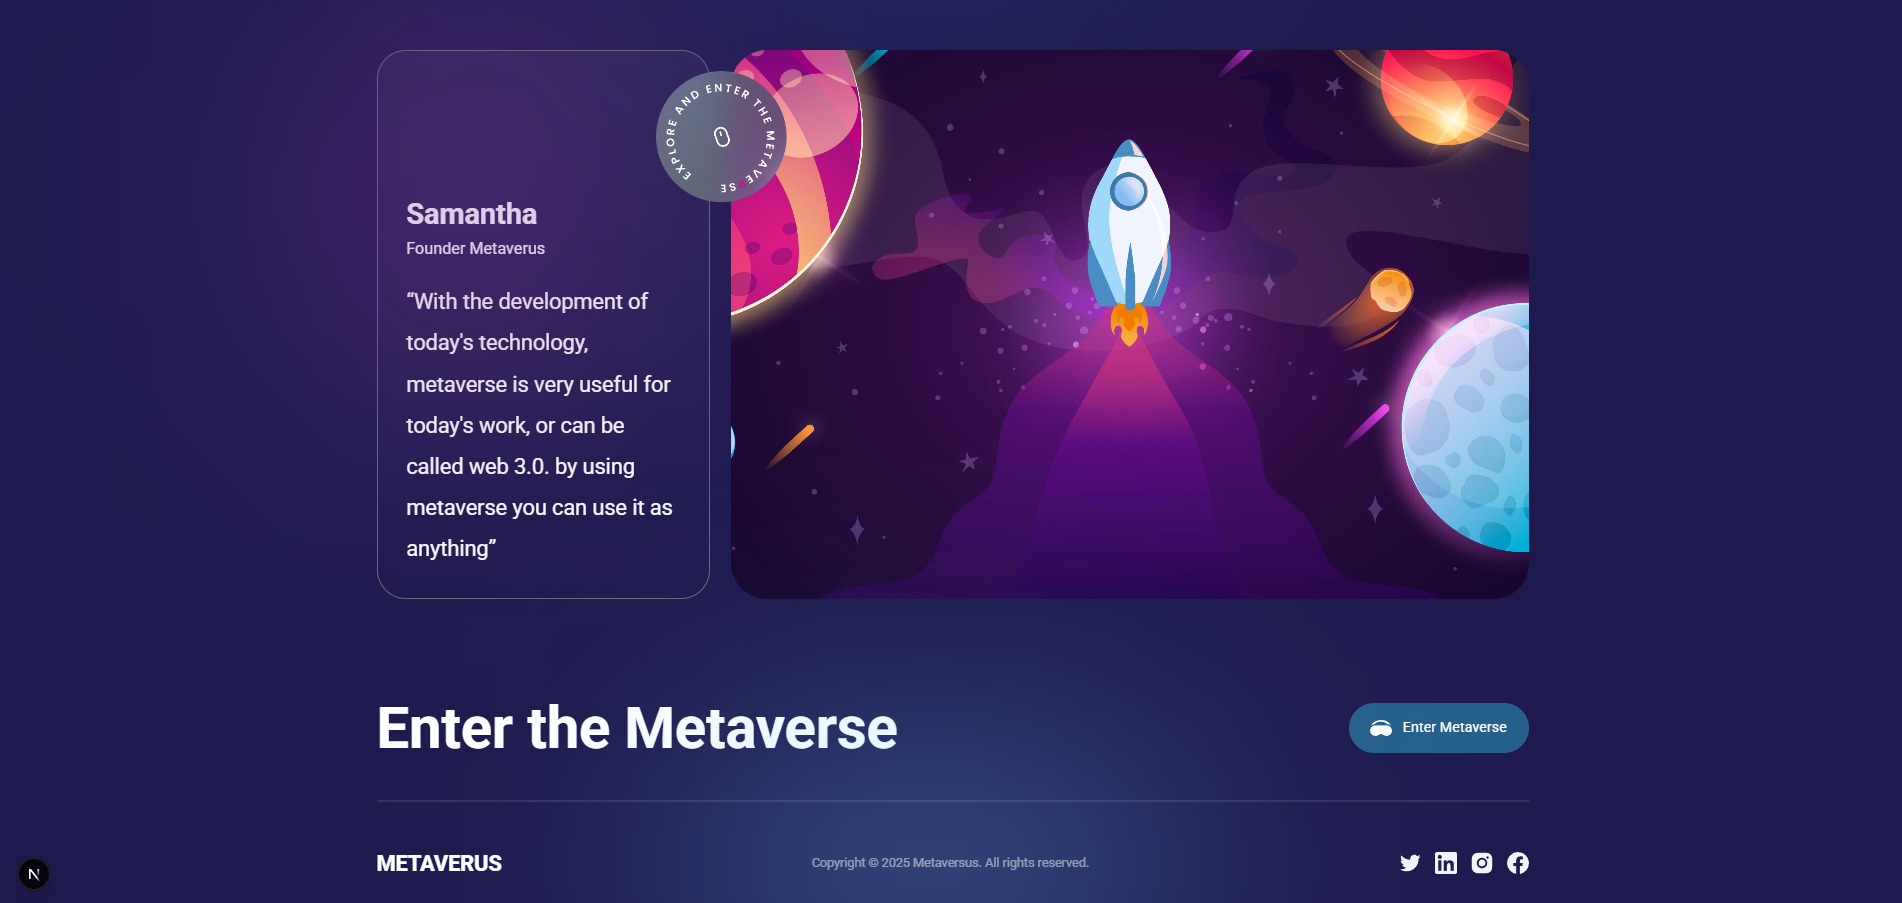 EXPLORE AND ENTER THE METAVERSE
Samantha
Founder Metaverus
“With the development of
today's technology,
metaverse is very useful for
today's work, or can be
called web 3.0. by using
metaverse you can use it as
anything”
Enter the Metaverse
Enter Metaverse
METAVERUS
Copyright © 2025 Metaversus. All rights reserved.
in
N